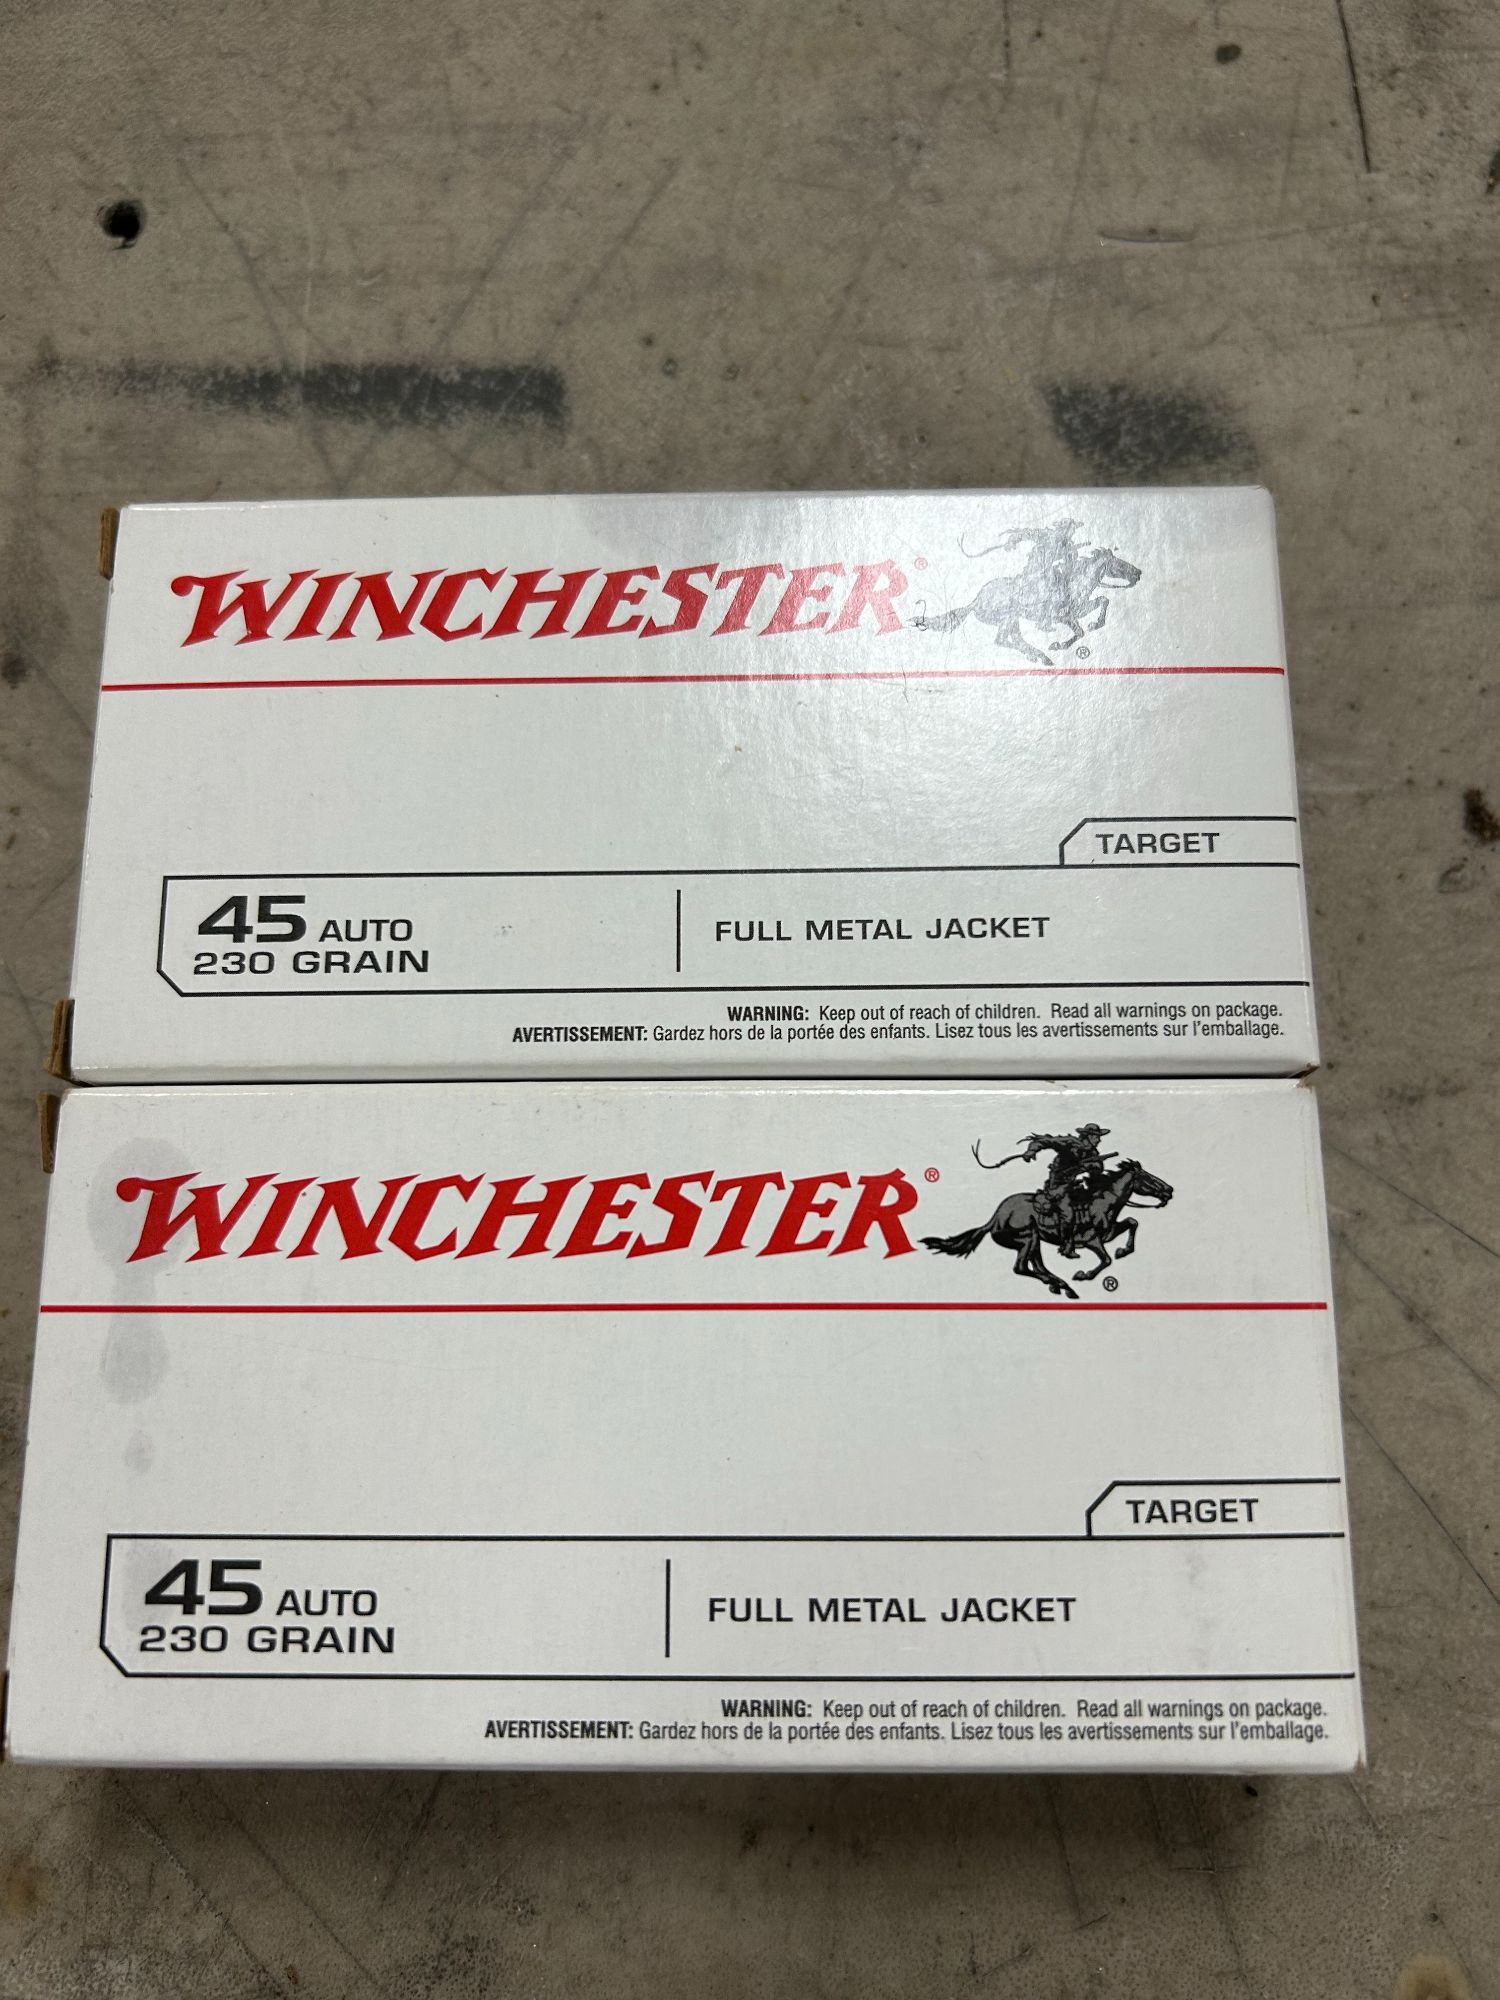 WINCHESTER®
®
TARGET
45 AUTO
230 GRAIN
FULL METAL JACKET
WARNING: Keep out of reach of children. Read all warnings on package.
AVERTISSEMENT: Gardez hors de la portée des enfants. Lisez tous les avertissements sur l'emballage.
WINCHESTER®
®
TARGET
45 AUTO
230 GRAIN
FULL METAL JACKET
WARNING: Keep out of reach of children. Read all warnings on package.
AVERTISSEMENT: Gardez hors de la portée des enfants. Lisez tous les avertissements sur l'emballage.